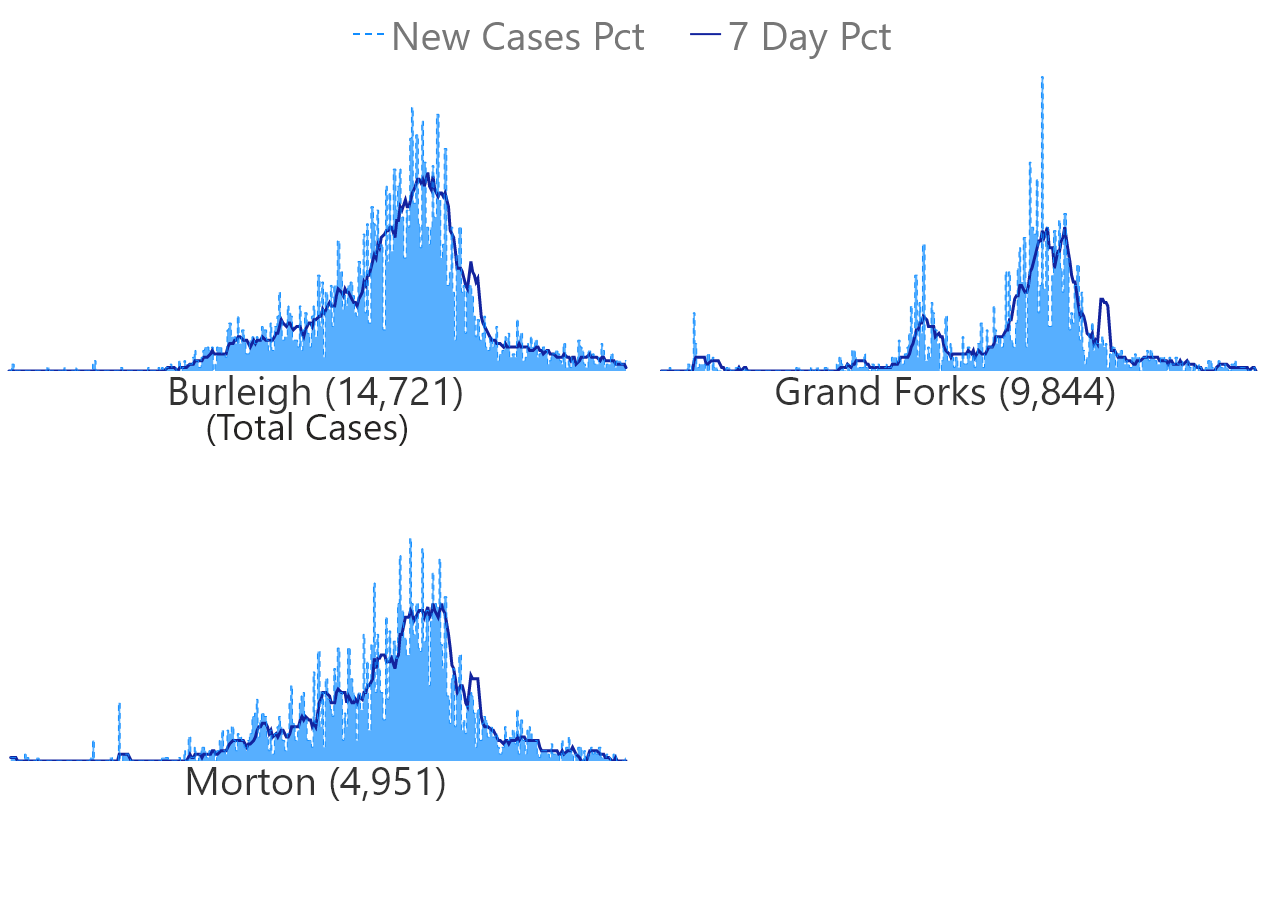 New Cases Pct 7 Day Pct
Burleigh (14,721)
(Total Cases)
Grand Forks (9,844)
Morton (4,951)